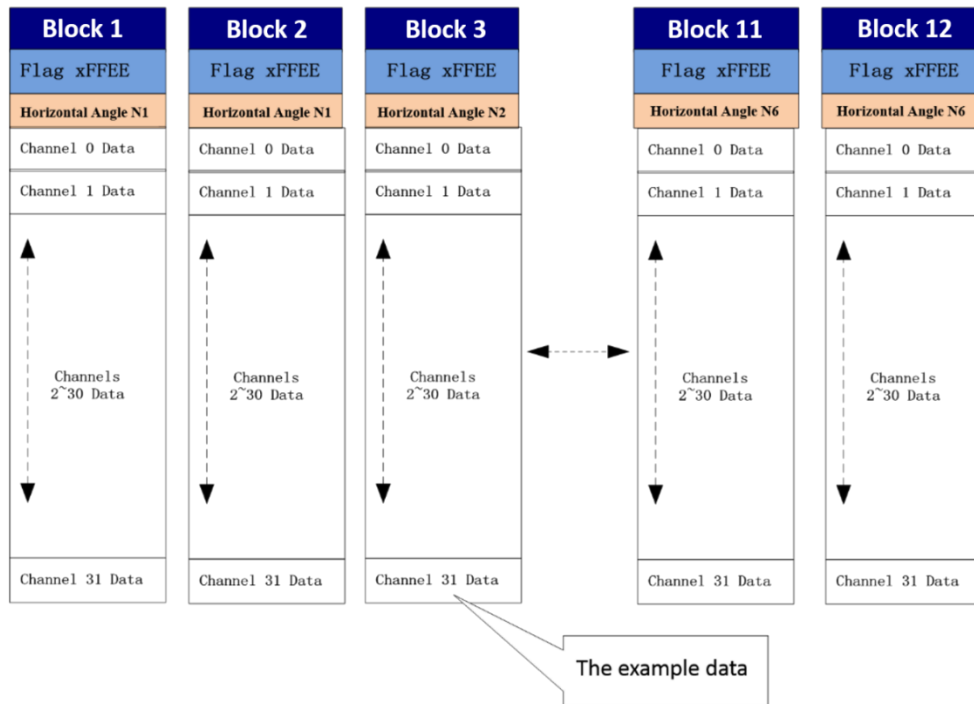 Block 1
Block 2
Block 3
Block 11
Block 12
Flag xFFEE
Flag xFFEE
Flag xFFEE
Flag xFFEE
Flag xFFEE
Horizontal Angle N1
Horizontal Angle N1
Horizontal Angle N2
Horizontal Angle N6
Horizontal Angle N6
Channel 0 Data
Channel 0 Data
Channel 0 Data
Channel 0 Data
Channel 0 Data
Channel 1 Data
Channel 1 Data
Channel 1 Data
Channel 1 Data
Channel 1 Data
Channels
2~30 Data
Channels
2~30 Data
Channels
2~30 Data
Channels
2~30 Data
Channels
2~30 Data
Channel 31 Data
Channel 31 Data
Channel 31 Data
Channel 31 Data
Channel 31 Data
The example data